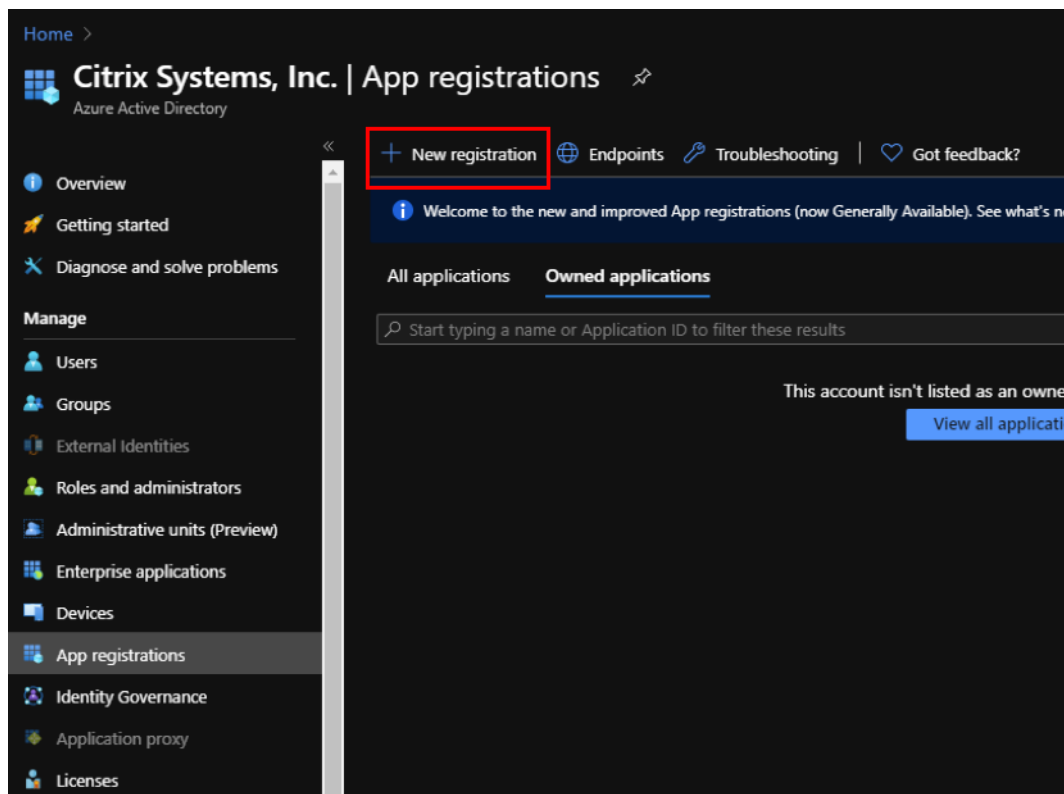 Home >
Citrix Systems, Inc. | App registrations
Azure Active Directory
«
New registration Endpoints Troubleshooting | Got feedback?
Welcome to the new and improved App registrations (now Generally Available). See what's
All applications Owned applications
Start typing a name or Application ID to filter these results
This account isn't listed as an
View all
Overview
Getting started
Diagnose and solve problems
Manage
Users
Groups
External Identities
Roles and administrators
Administrative units (Preview)
Enterprise applications
Devices
App registrations
Identity Governance
Application proxy
Licenses